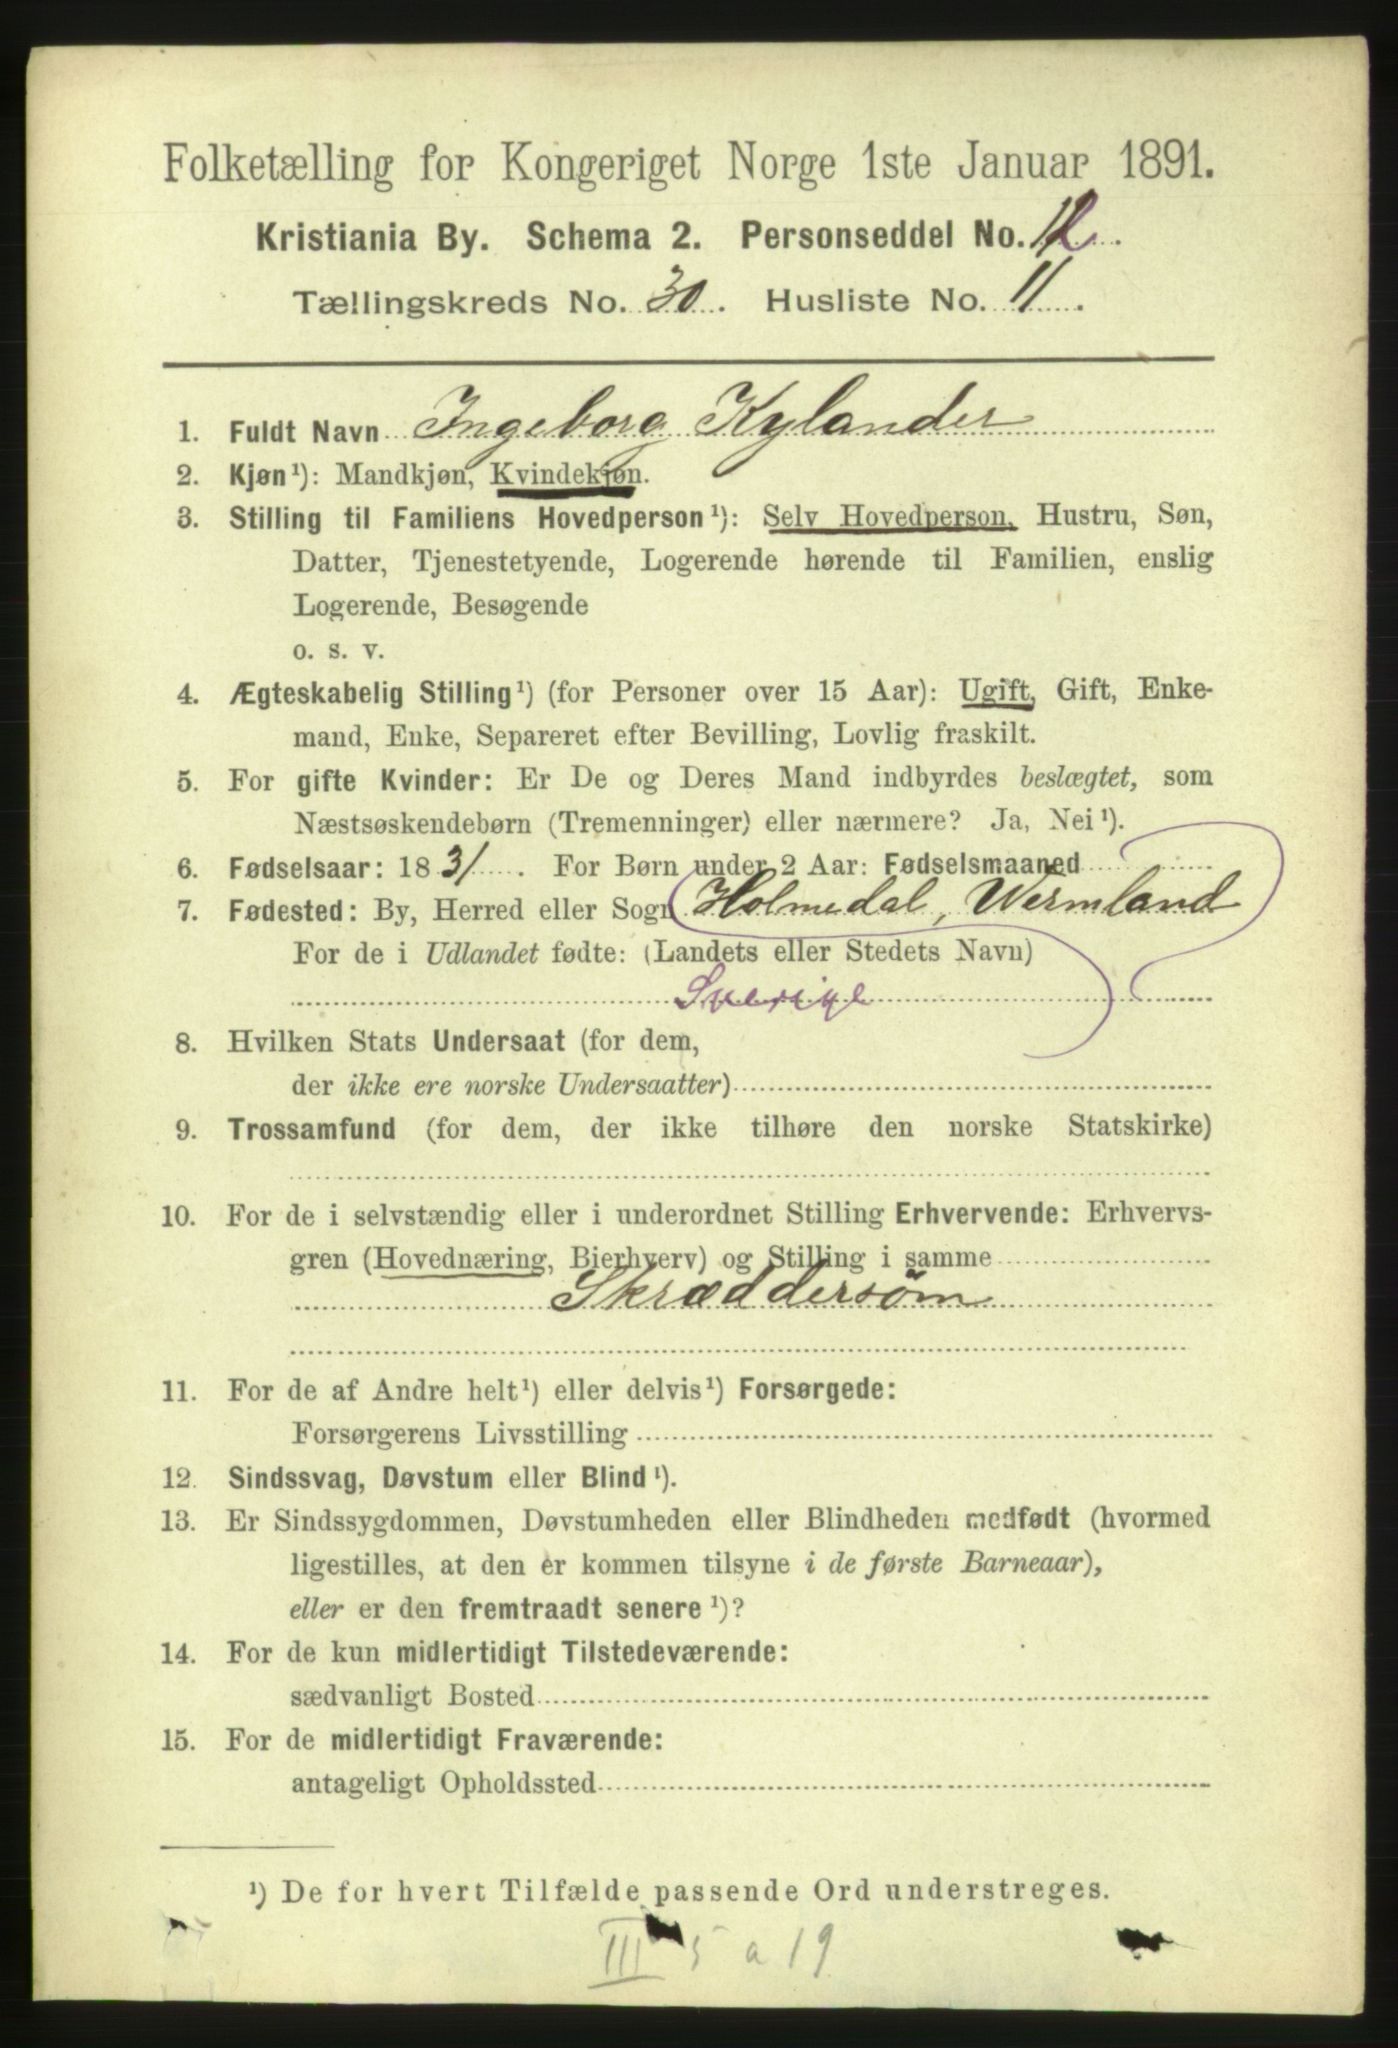 Folketælling for Kongeriget Norge 1ste Januar 1891.
Kristiania By. Schema 2. Personseddel No. 12.
Tællingskreds No. 30. Husliste No. 11.
1. Fuldt Navn Ingeborg Kylander
2. Kjøn¹): Mandkjøn, Kvindekjøn.
3. Stilling til Familiens Hovedperson¹): Selv Hovedperson, Hustru, Søn,
Datter, Tjenestetyende, Logerende hørende til Familien, enslig
Logerende, Besøgende
o. s. v.
4. Ægteskabelig Stilling¹) (for Personer over 15 Aar): Ugift, Gift, Enke-
mand, Enke, Separeret efter Bevilling, Lovlig fraskilt.
5. For gifte Kvinder: Er De og Deres Mand indbyrdes beslægtet, som
Næstsøskendebørn (Tremenninger) eller nærmere? Ja, Nei¹).
6. Fødselsaar: 1831. For Børn under 2 Aar: Fødselsmaaned
7. Fødested: By, Herred eller Sogn Holmedal, Wermland
For de i Udlandet fødte: (Landets eller Stedets Navn)
Sverige
8. Hvilken Stats Undersaat (for dem,
der ikke ere norske Undersaatter)
9. Trossamfund (for dem, der ikke tilhøre den norske Statskirke)
10. For de i selvstændig eller i underordnet Stilling Erhvervende: Erhvervs-
gren (Hovednæring, Bierhverv) og Stilling i samme
Skræddersøm
11. For de af Andre helt¹) eller delvis¹) Forsørgede:
Forsørgerens Livsstilling
12. Sindssvag, Døvstum eller Blind¹).
13. Er Sindssygdommen, Døvstumheden eller Blindheden medfødt (hvormed
ligestilles, at den er kommen tilsyne i de første Barneaar),
eller er den fremtraadt senere¹)?
14. For de kun midlertidigt Tilstedeværende:
sædvanligt Bosted
15. For de midlertidigt Fraværende:
antageligt Opholdssted
¹) De for hvert Tilfælde passende Ord understreges.
III 5 a 19